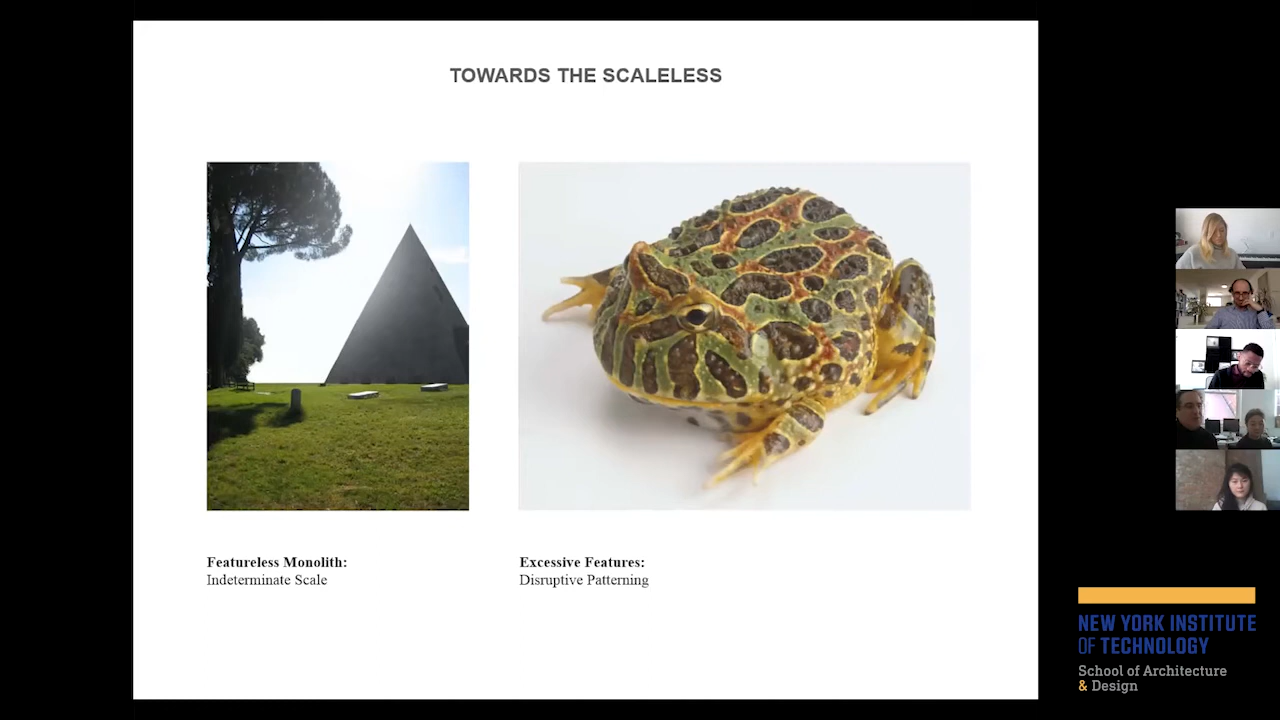 TOWARDS THE SCALELESS
Featureless Monolith:
Indeterminate Scale
Excessive Features:
Disruptive Patterning
NEW YORK INSTITUTE
OF TECHNOLOGY
School of Architecture
& Design